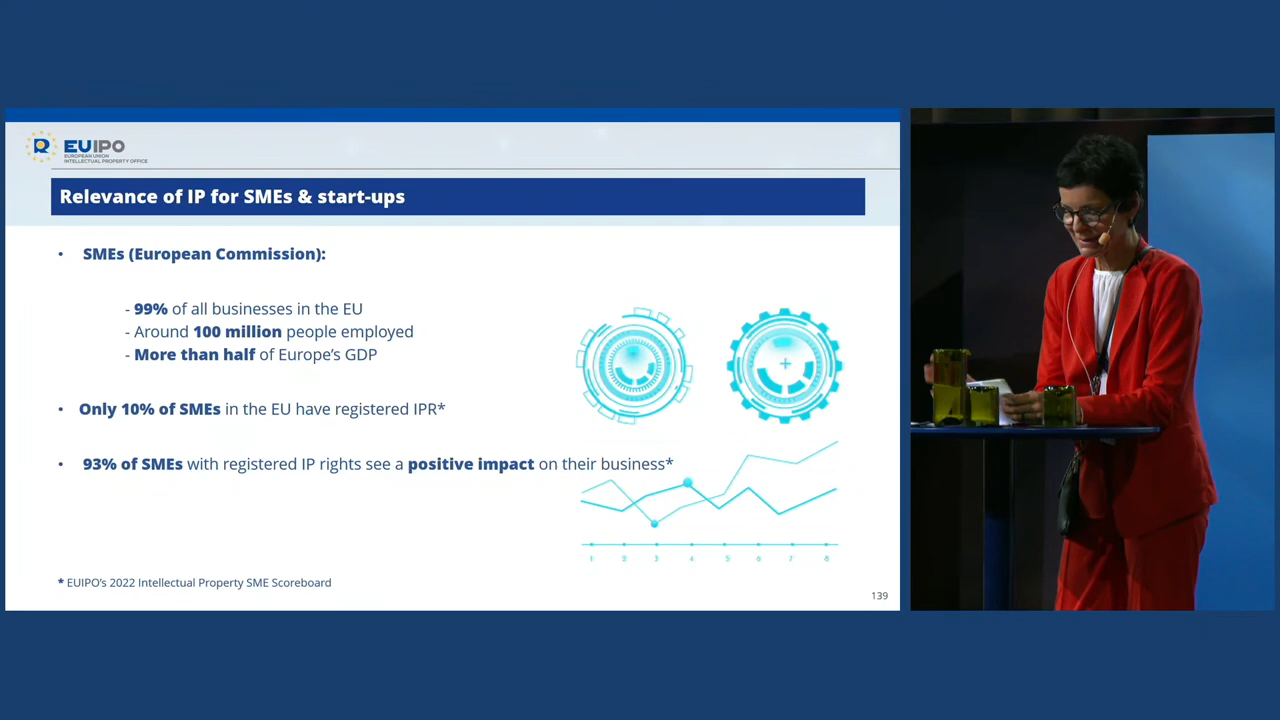 EUIPO
EUROPEAN UNION
INTELLECTUAL PROPERTY OFFICE
Relevance of IP for SMEs & start-ups
• SMEs (European Commission):
- 99% of all businesses in the EU
- Around 100 million people employed
- More than half of Europe's GDP
• Only 10% of SMEs in the EU have registered IPR*
• 93% of SMEs with registered IP rights see a positive impact on their business*
1 2 3 4 5 6 7 8
* EUIPO's 2022 Intellectual Property SME Scoreboard
139